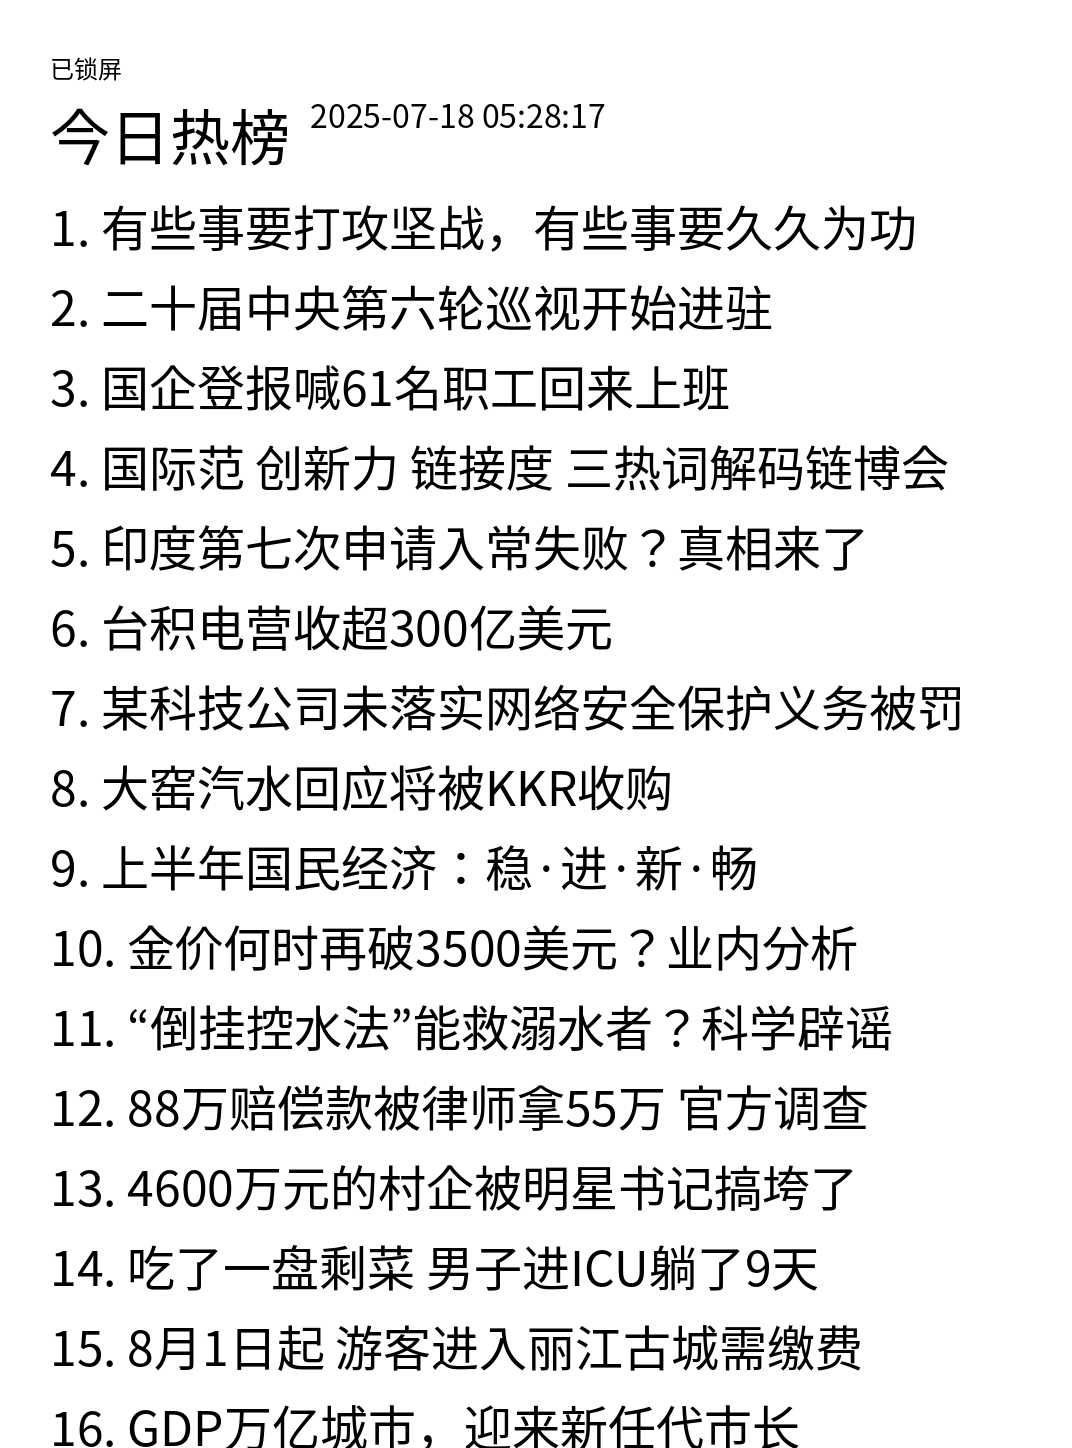 已锁屏
今日热榜 2025-07-18 05:28:17
1. 有些事要打攻坚战，有些事要久久为功
2. 二十届中央第六轮巡视开始进驻
3. 国企登报喊61名职工回来上班
4. 国际范 创新力 链接度 三热词解码链博会
5. 印度第七次申请入常失败？真相来了
6. 台积电营收超300亿美元
7. 某科技公司未落实网络安全保护义务被罚
8. 大窑汽水回应将被KKR收购
9. 上半年国民经济：稳·进·新·畅
10. 金价何时再破3500美元？业内分析
11. “倒挂控水法”能救溺水者？科学辟谣
12. 88万赔偿款被律师拿55万 官方调查
13. 4600万元的村企被明星书记搞垮了
14. 吃了一盘剩菜 男子进ICU躺了9天
15. 8月1日起 游客进入丽江古城需缴费
16. GDP万亿城市，迎来新任代市长